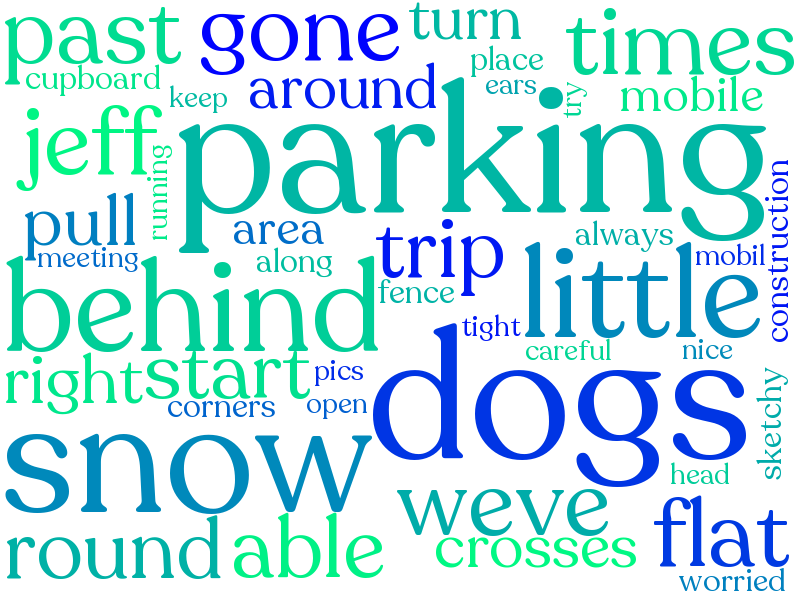 past
gone
turn
times
cupboard
keep
around
place
ears
try
mobile
jeff
running
parking
construction
pull
area
trip
always
mobil
meeting
along
fence
behind
little
tight
careful
nice
right
start
pics
corners
open
dogs
sketchy
snow
head
weve
flat
round
able
crosses
worried